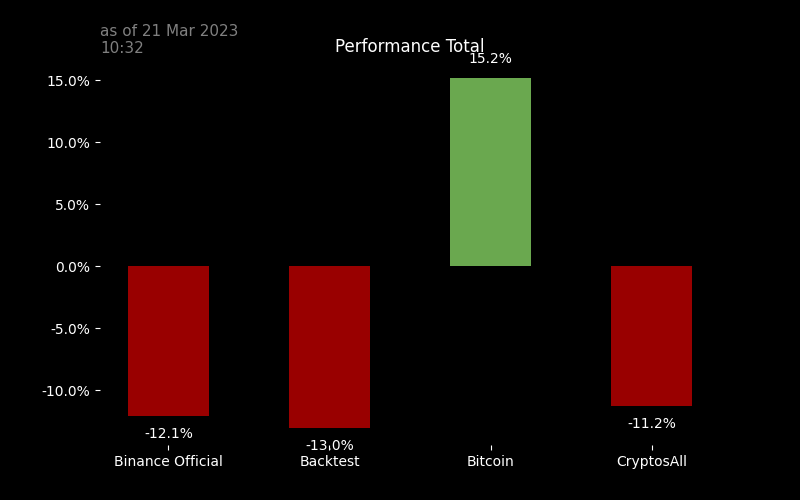 as of 21 Mar 2023
10:32
Performance Total
15.2%
15.0%
10.0%
5.0%
0.0%
-5.0%
-10.0%
-12.1%
-13.0%
-11.2%
Binance Official
Backtest
Bitcoin
CryptosAll